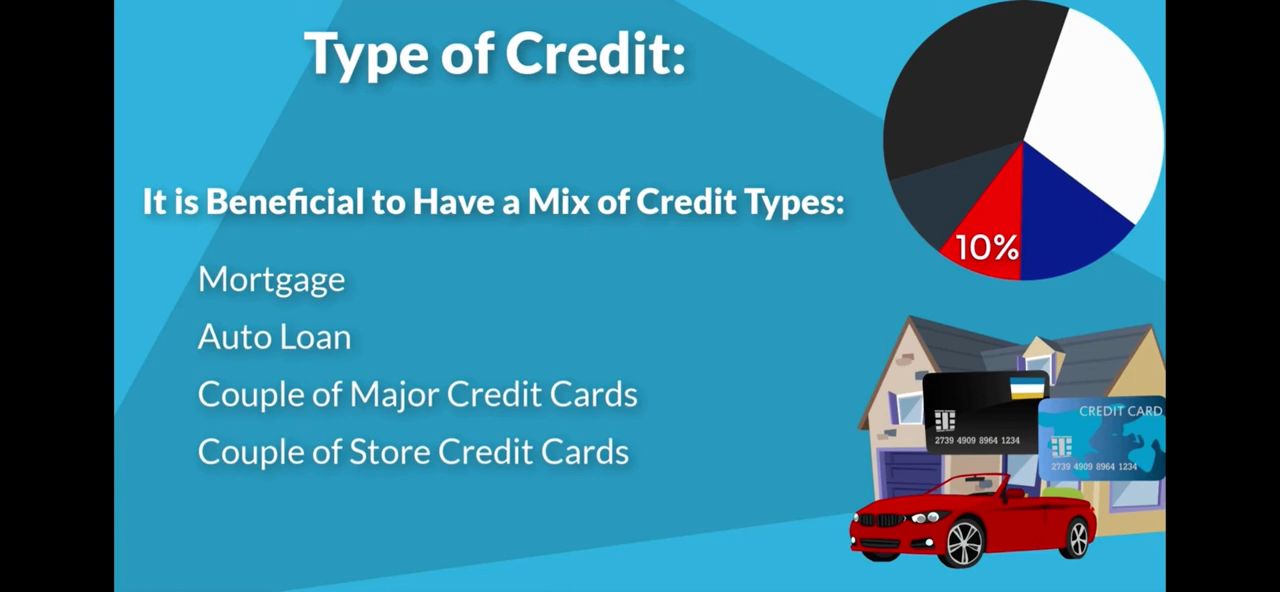 Type of Credit:
It is Beneficial to Have a Mix of Credit Types:
10%
Mortgage
Auto Loan
Couple of Major Credit Cards
Couple of Store Credit Cards
CREDIT CARD
2739 4909 8964 1234
2739 4909 8964 1234